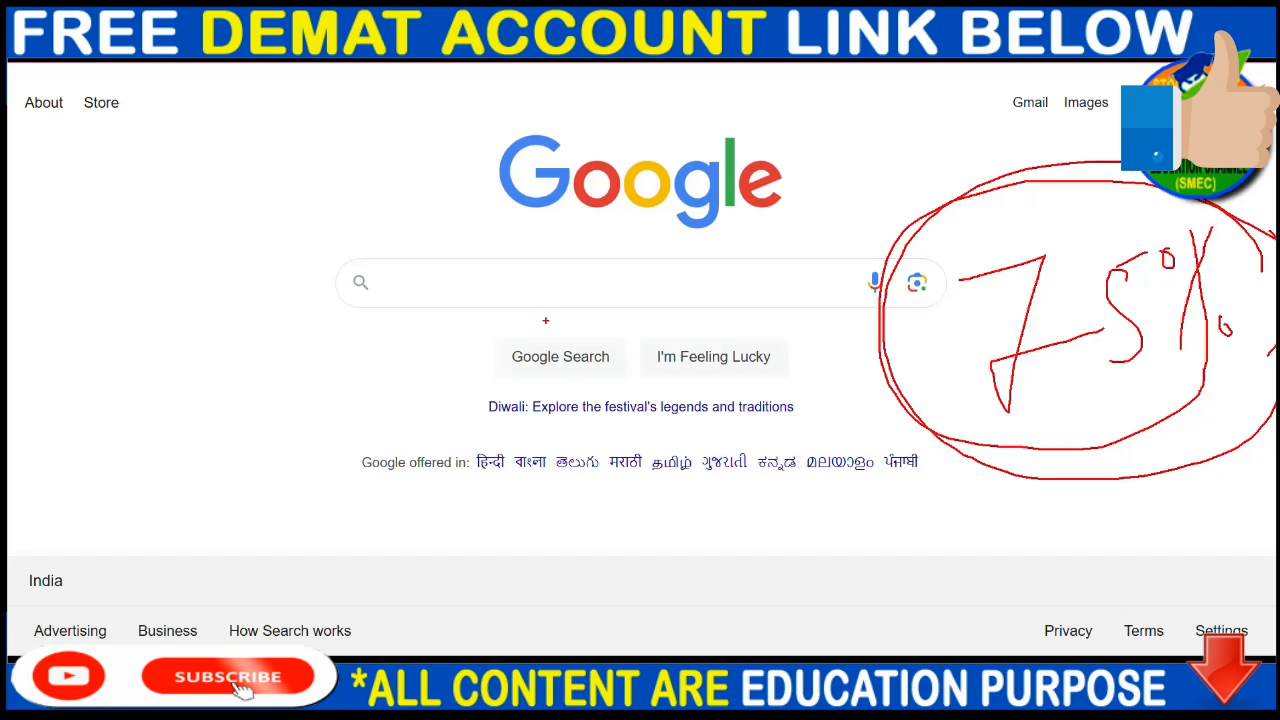 FREE DEMAT ACCOUNT LINK BELOW
About Store
Gmail Images
Google
(SMEC)
75%
Google Search I'm Feeling Lucky
Diwali: Explore the festival's legends and traditions
Google offered in: हिन्दी বাংলা తెలుగు मराठी தமிழ் ગુજરાતી ಕನ್ನಡ മലയാളം ਪੰਜਾਬੀ
India
Advertising Business How Search works
Privacy Terms Settings
SUBSCRIBE
*ALL CONTENT ARE EDUCATION PURPOSE